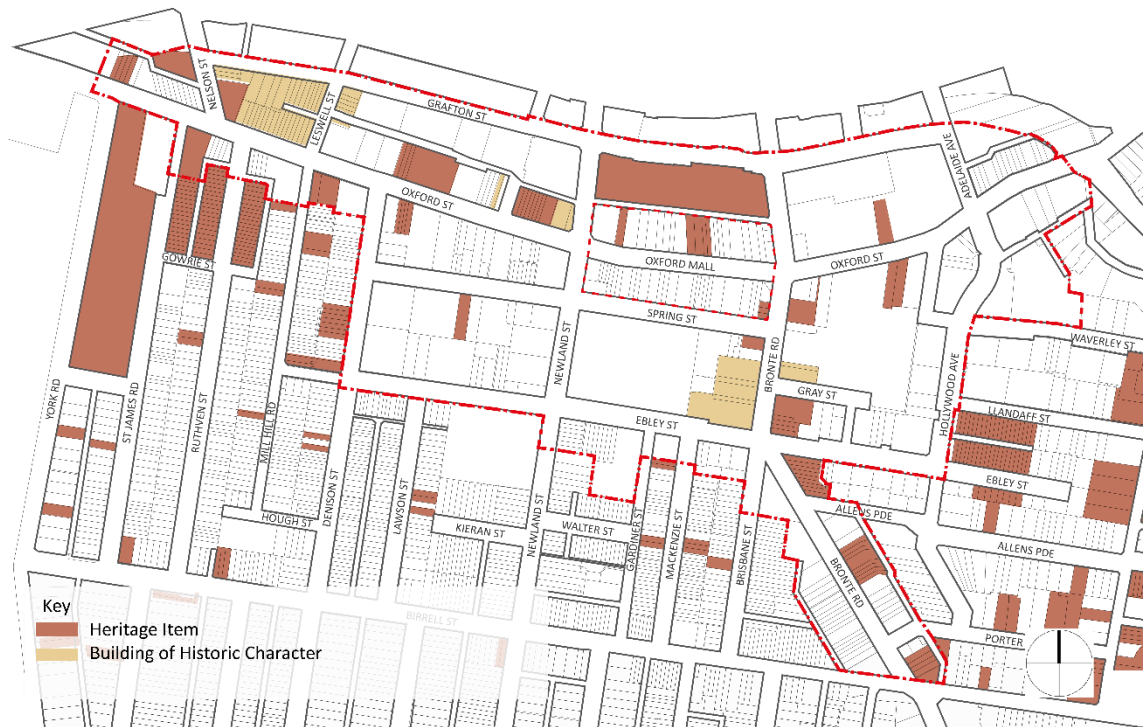 NELSON ST
LESWELL ST
GRAFTON ST
ADELAIDE AVE
OXFORD ST
OXFORD MALL
OXFORD ST
GOWRIE ST
SPRING ST
NEWLAND ST
BRONTE RD
WAVERLEY ST
HOLLYWOOD AVE
GRAY ST
LLANDAFF ST
YORK RD
ST JAMES RD
RUTHVEN ST
MILL HILL RD
EBLEY ST
EBLEY ST
DENISON ST
LAWSON ST
ALLENS PDE
HOUGH ST
KIERAN ST
NEWLAND ST
WALTER ST
GARDINER ST
MACKENZIE ST
BRISBANE ST
ALLENS PDE
BRONTE RD
BIRRELL ST
PORTER
Key
Heritage Item
Building of Historic Character